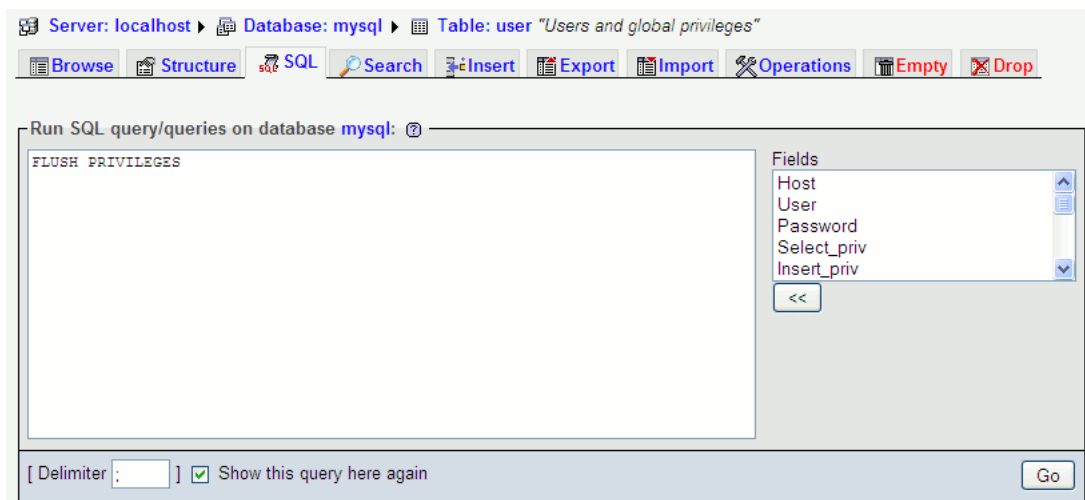 Server: localhost ▸ Database: mysql ▸ Table: user "Users and global privileges"
Browse Structure SQL Search Insert Export Import Operations Empty Drop
Run SQL query/queries on database mysql:
FLUSH PRIVILEGES
Fields
Host
User
Password
Select_priv
Insert_priv
<<
[ Delimiter ; ] Show this query here again
Go